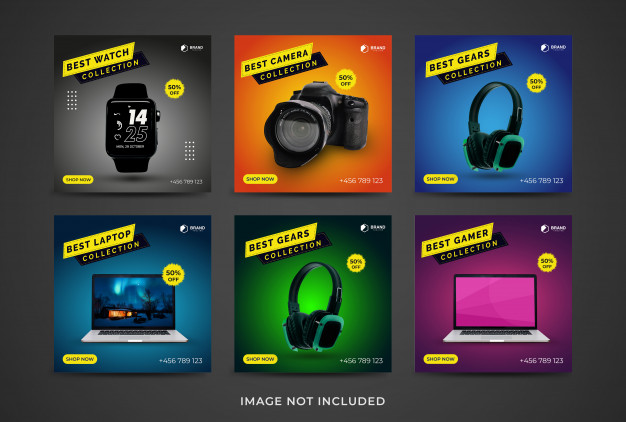 BEST WATCH
COLLECTION
BRAND
50%
OFF
14
25
MON, 26 OCTOBER
SHOP NOW
+456 789 123
BEST CAMERA
COLLECTION
BRAND
50%
OFF
SHOP NOW
+456 789 123
BEST GEARS
COLLECTION
BRAND
50%
OFF
SHOP NOW
+456 789 123
BEST LAPTOP
COLLECTION
BRAND
50%
OFF
SHOP NOW
+456 789 123
BEST GEARS
COLLECTION
BRAND
50%
OFF
SHOP NOW
+456 789 123
BEST GAMER
COLLECTION
BRAND
50%
OFF
SHOP NOW
+456 789 123
IMAGE NOT INCLUDED